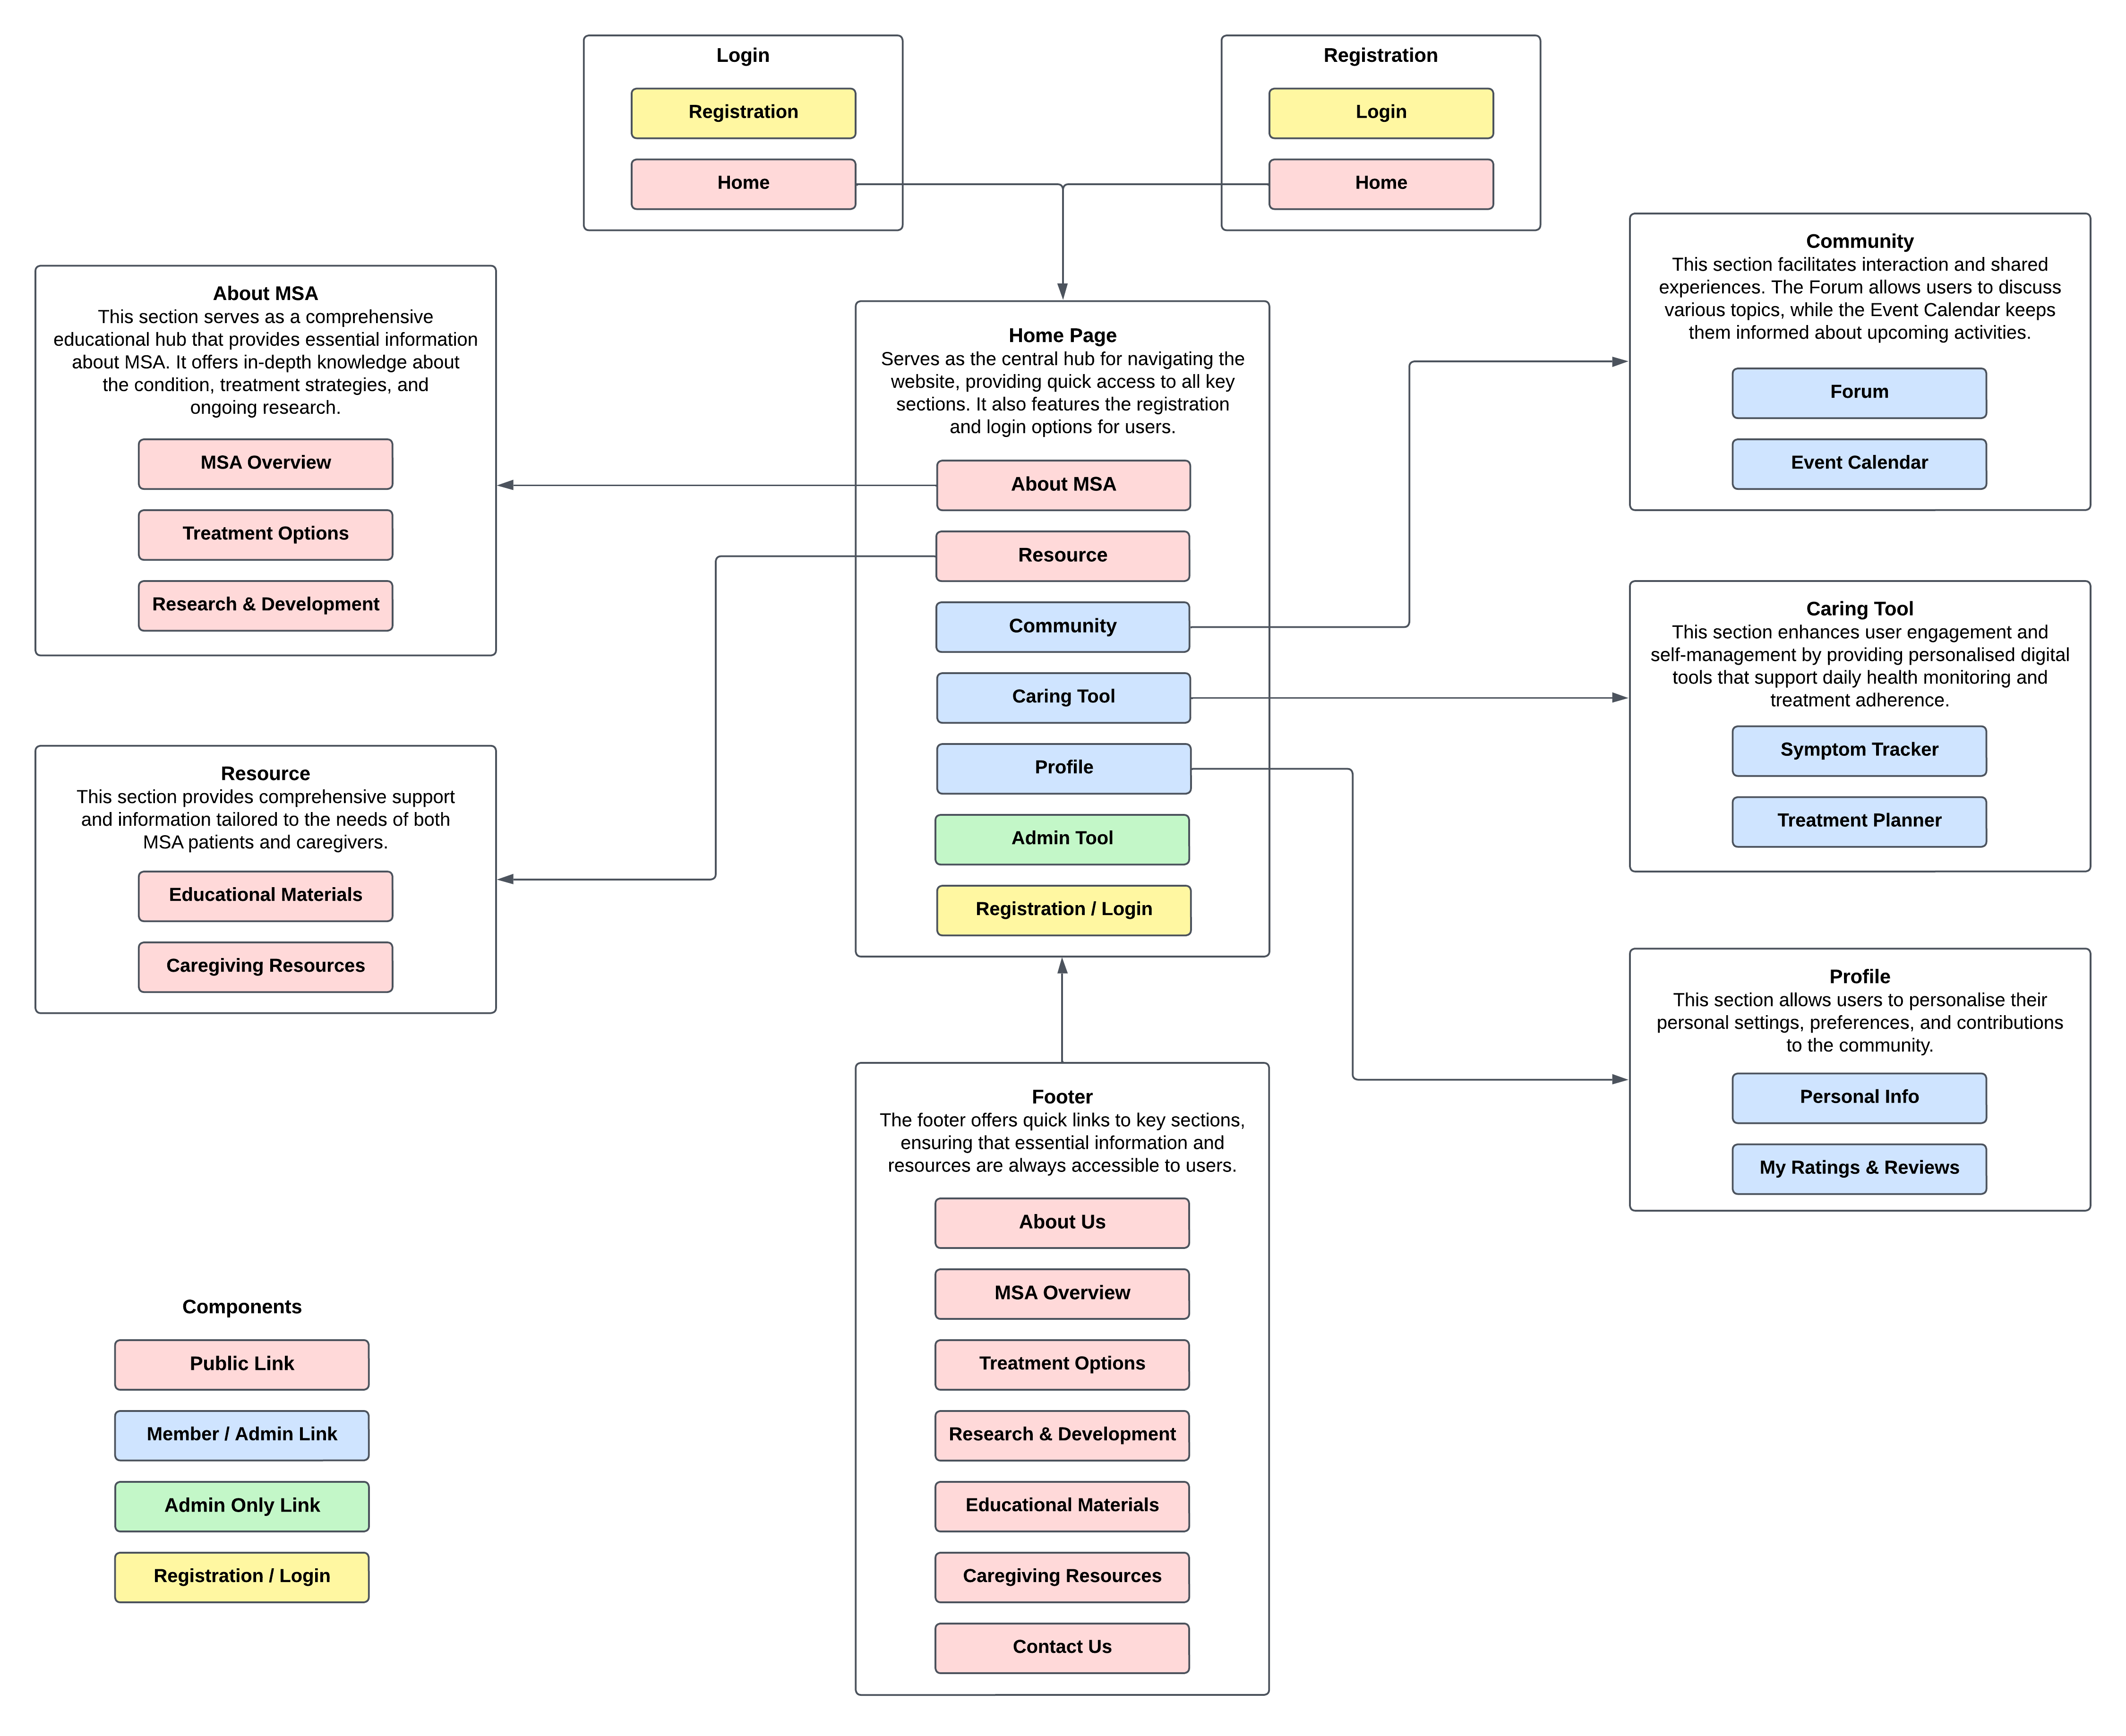 Login
Registration
Home
Registration
Login
Home
About MSA
This section serves as a comprehensive
educational hub that provides essential information
about MSA. It offers in-depth knowledge about
the condition, treatment strategies, and
ongoing research.
MSA Overview
Treatment Options
Research & Development
Resource
This section provides comprehensive support
and information tailored to the needs of both
MSA patients and caregivers.
Educational Materials
Caregiving Resources
Home Page
Serves as the central hub for navigating the
website, providing quick access to all key
sections. It also features the registration
and login options for users.
About MSA
Resource
Community
Caring Tool
Profile
Admin Tool
Registration / Login
Community
This section facilitates interaction and shared
experiences. The Forum allows users to discuss
various topics, while the Event Calendar keeps
them informed about upcoming activities.
Forum
Event Calendar
Caring Tool
This section enhances user engagement and
self-management by providing personalised digital
tools that support daily health monitoring and
treatment adherence.
Symptom Tracker
Treatment Planner
Profile
This section allows users to personalise their
personal settings, preferences, and contributions
to the community.
Personal Info
My Ratings & Reviews
Footer
The footer offers quick links to key sections,
ensuring that essential information and
resources are always accessible to users.
About Us
MSA Overview
Treatment Options
Research & Development
Educational Materials
Caregiving Resources
Contact Us
Components
Public Link
Member / Admin Link
Admin Only Link
Registration / Login